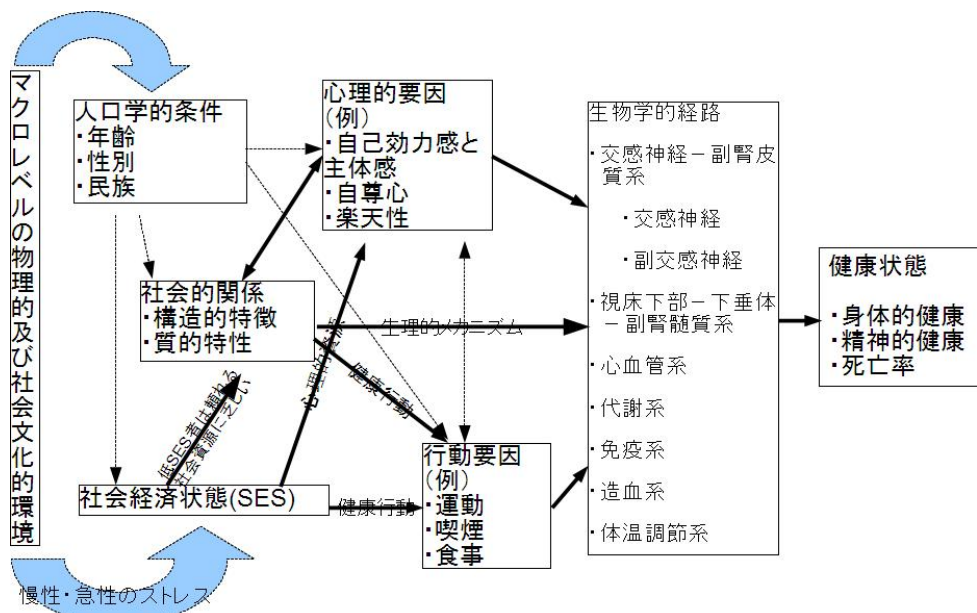 マクロレベルの物理的及び社会文化的環境
人口学的条件
・年齢
・性別
・民族
心理的要因
(例)
・自己効力感と
主体感
・自尊心
・楽天性
社会的関係
・構造的特徴
・質的特性
生理的メカニズム
心理的資源
健康行動
低SES者は頼れる
社会資源に乏しい
社会経済状態(SES)
健康行動
行動要因
(例)
・運動
・喫煙
・食事
生物学的経路
・交感神経－副腎皮
質系
・交感神経
・副交感神経
・視床下部－下垂体
－副腎髄質系
・心血管系
・代謝系
・免疫系
・造血系
・体温調節系
健康状態
・身体的健康
・精神的健康
・死亡率
慢性・急性のストレス